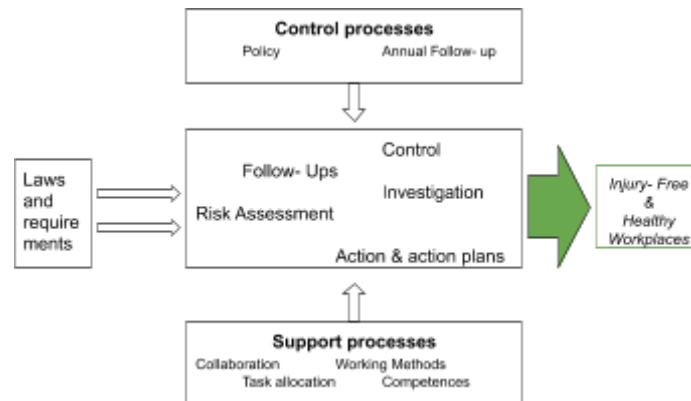 Control processes
Policy Annual Follow- up
Control
Follow- Ups
Investigation
Risk Assessment
Action & action plans
Laws
and
require
ments
Injury- Free
&
Healthy
Workplaces
Support processes
Collaboration Working Methods
Task allocation Competences